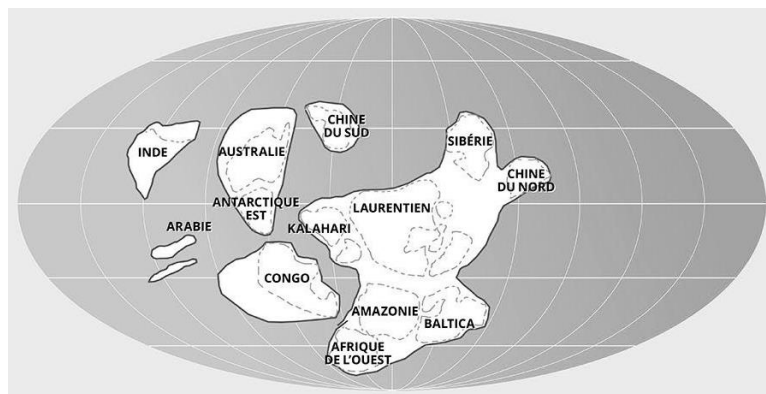 CHINE
DU SUD
INDE
AUSTRALIE
SIBÉRIE
CHINE
DU NORD
ANTARCTIQUE
EST
LAURENTIEN
ARABIE
KALAHARI
CONGO
AMAZONIE
BALTICA
AFRIQUE
DE L'OUEST